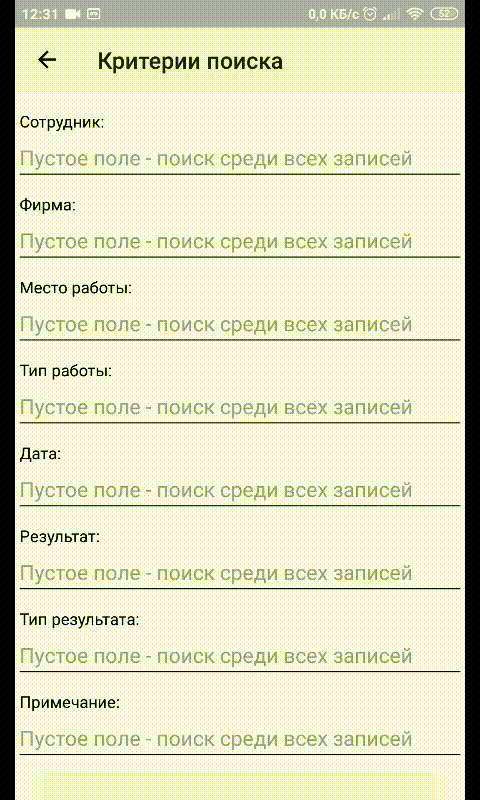 12:31 0,0 КБ/с 52
Критерии поиска
Сотрудник:
Пустое поле - поиск среди всех записей
Фирма:
Пустое поле - поиск среди всех записей
Место работы:
Пустое поле - поиск среди всех записей
Тип работы:
Пустое поле - поиск среди всех записей
Дата:
Пустое поле - поиск среди всех записей
Результат:
Пустое поле - поиск среди всех записей
Тип результата:
Пустое поле - поиск среди всех записей
Примечание:
Пустое поле - поиск среди всех записей